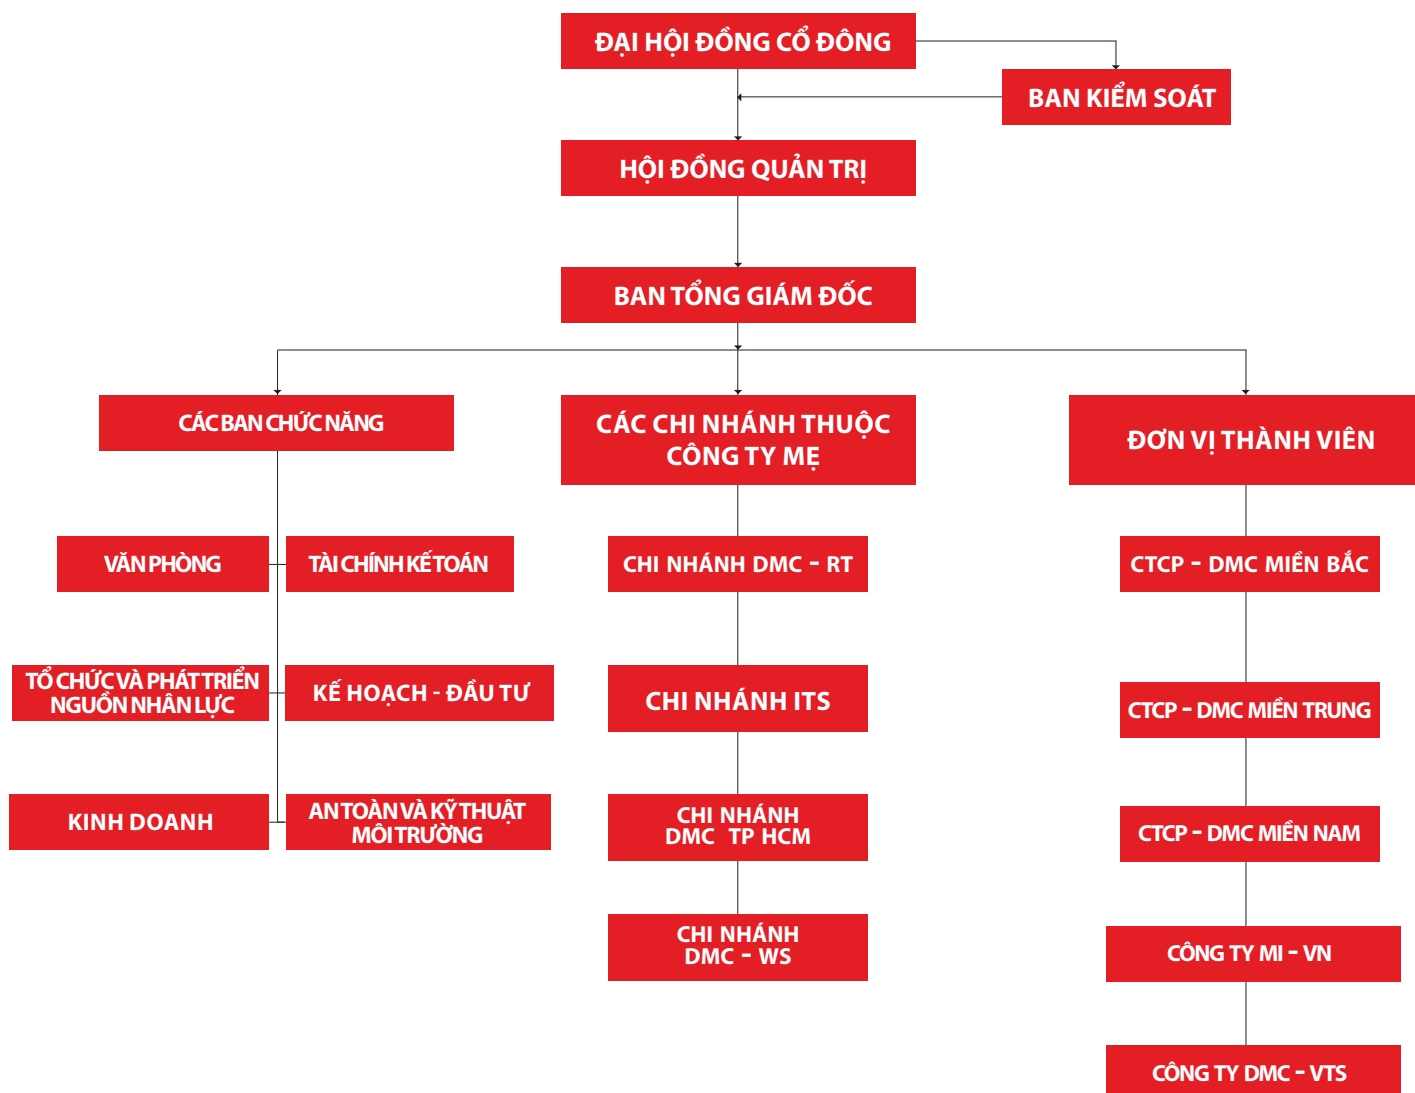 ĐẠI HỘI ĐỒNG CỔ ĐÔNG
BAN KIỂM SOÁT
HỘI ĐỒNG QUẢN TRỊ
BAN TỔNG GIÁM ĐỐC
CÁC BAN CHỨC NĂNG
CÁC CHI NHÁNH THUỘC
CÔNG TY MẸ
ĐƠN VỊ THÀNH VIÊN
VĂN PHÒNG
TÀI CHÍNH KẾ TOÁN
CHI NHÁNH DMC - RT
CTCP - DMC MIỀN BẮC
TỔ CHỨC VÀ PHÁT TRIỂN
NGUỒN NHÂN LỰC
KẾ HOẠCH - ĐẦU TƯ
CHI NHÁNH ITS
CTCP - DMC MIỀN TRUNG
KINH DOANH
AN TOÀN VÀ KỸ THUẬT
MÔI TRƯỜNG
CHI NHÁNH
DMC TP HCM
CTCP - DMC MIỀN NAM
CHI NHÁNH
DMC - WS
CÔNG TY MI - VN
CÔNG TY DMC - VTS